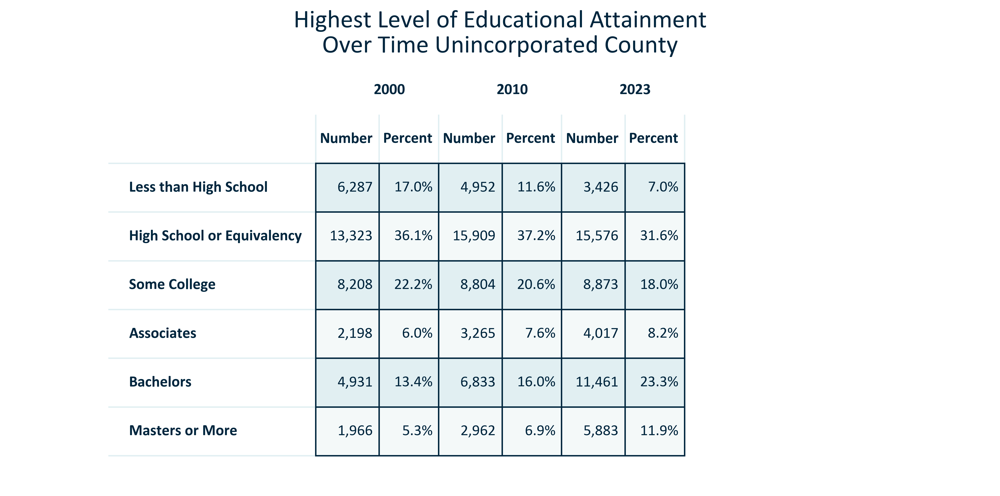 Highest Level of Educational Attainment
Over Time Unincorporated County
2000 2010 2023
Number Percent Number Percent Number Percent
Less than High School 6,287 17.0% 4,952 11.6% 3,426 7.0%
High School or Equivalency 13,323 36.1% 15,909 37.2% 15,576 31.6%
Some College 8,208 22.2% 8,804 20.6% 8,873 18.0%
Associates 2,198 6.0% 3,265 7.6% 4,017 8.2%
Bachelors 4,931 13.4% 6,833 16.0% 11,461 23.3%
Masters or More 1,966 5.3% 2,962 6.9% 5,883 11.9%